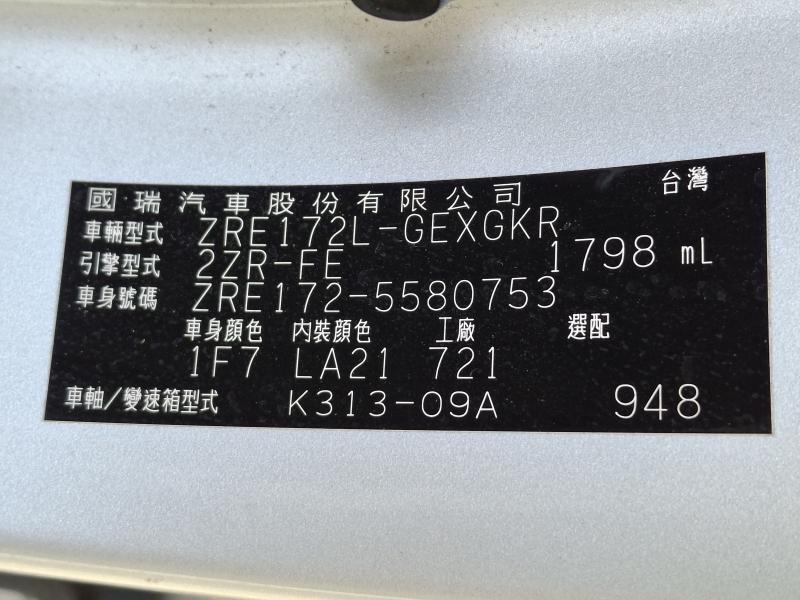 台灣
國瑞汽車股份有限公司
車輛型式 ZRE172L-GEXGKR
引擎型式 2ZR-FE 1798 mL
車身號碼 ZRE172-5580753
車身顏色 內裝顏色 工廠 選配
1F7 LA21 721
車軸/變速箱型式 K313-09A 948